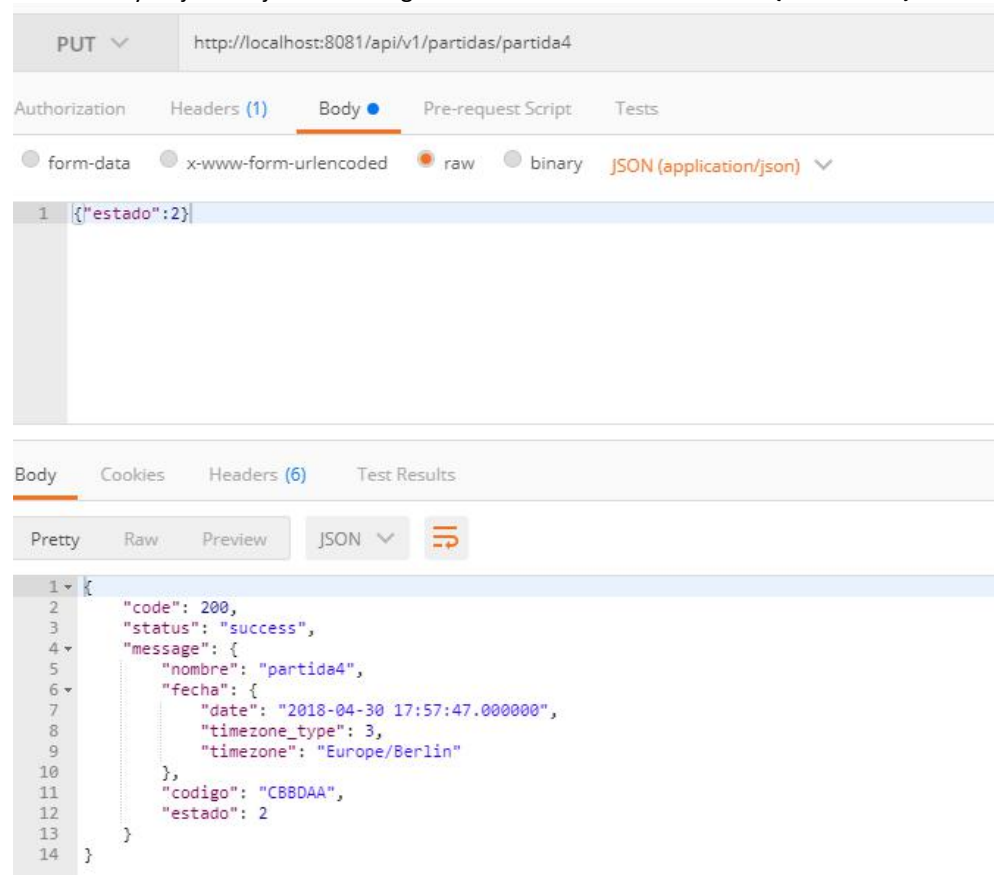 PUT http://localhost:8081/api/v1/partidas/partida4
Authorization Headers (1) Body Pre-request Script Tests
form-data x-www-form-urlencoded raw binary JSON (application/json)
1 {"estado":2}
Body Cookies Headers (6) Test Results
Pretty Raw Preview JSON
1 {
2 "code": 200,
3 "status": "success",
4 "message": {
5 "nombre": "partida4",
6 "fecha": {
7 "date": "2018-04-30 17:57:47.000000",
8 "timezone_type": 3,
9 "timezone": "Europe/Berlin"
10 },
11 "codigo": "CBBDAA",
12 "estado": 2
13 }
14 }